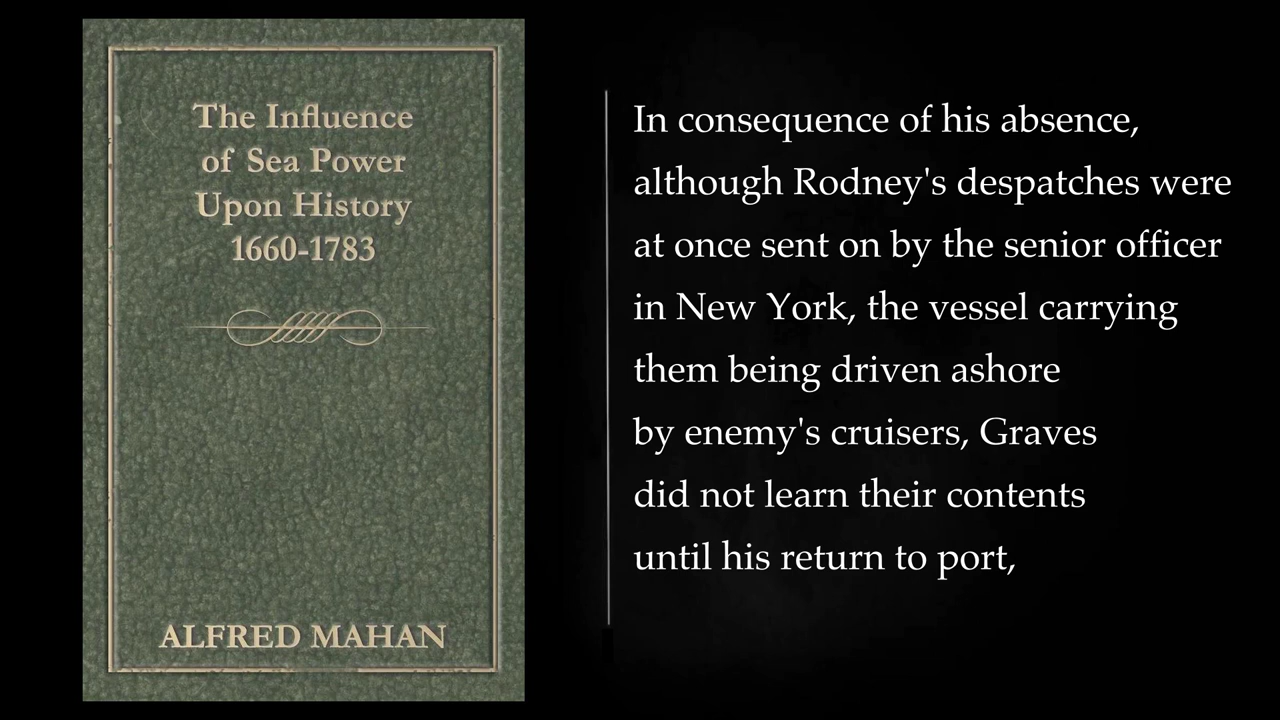 The Influence
of Sea Power
Upon History
1660-1783
ALFRED MAHAN
In consequence of his absence,
although Rodney's despatches were
at once sent on by the senior officer
in New York, the vessel carrying
them being driven ashore
by enemy's cruisers, Graves
did not learn their contents
until his return to port,